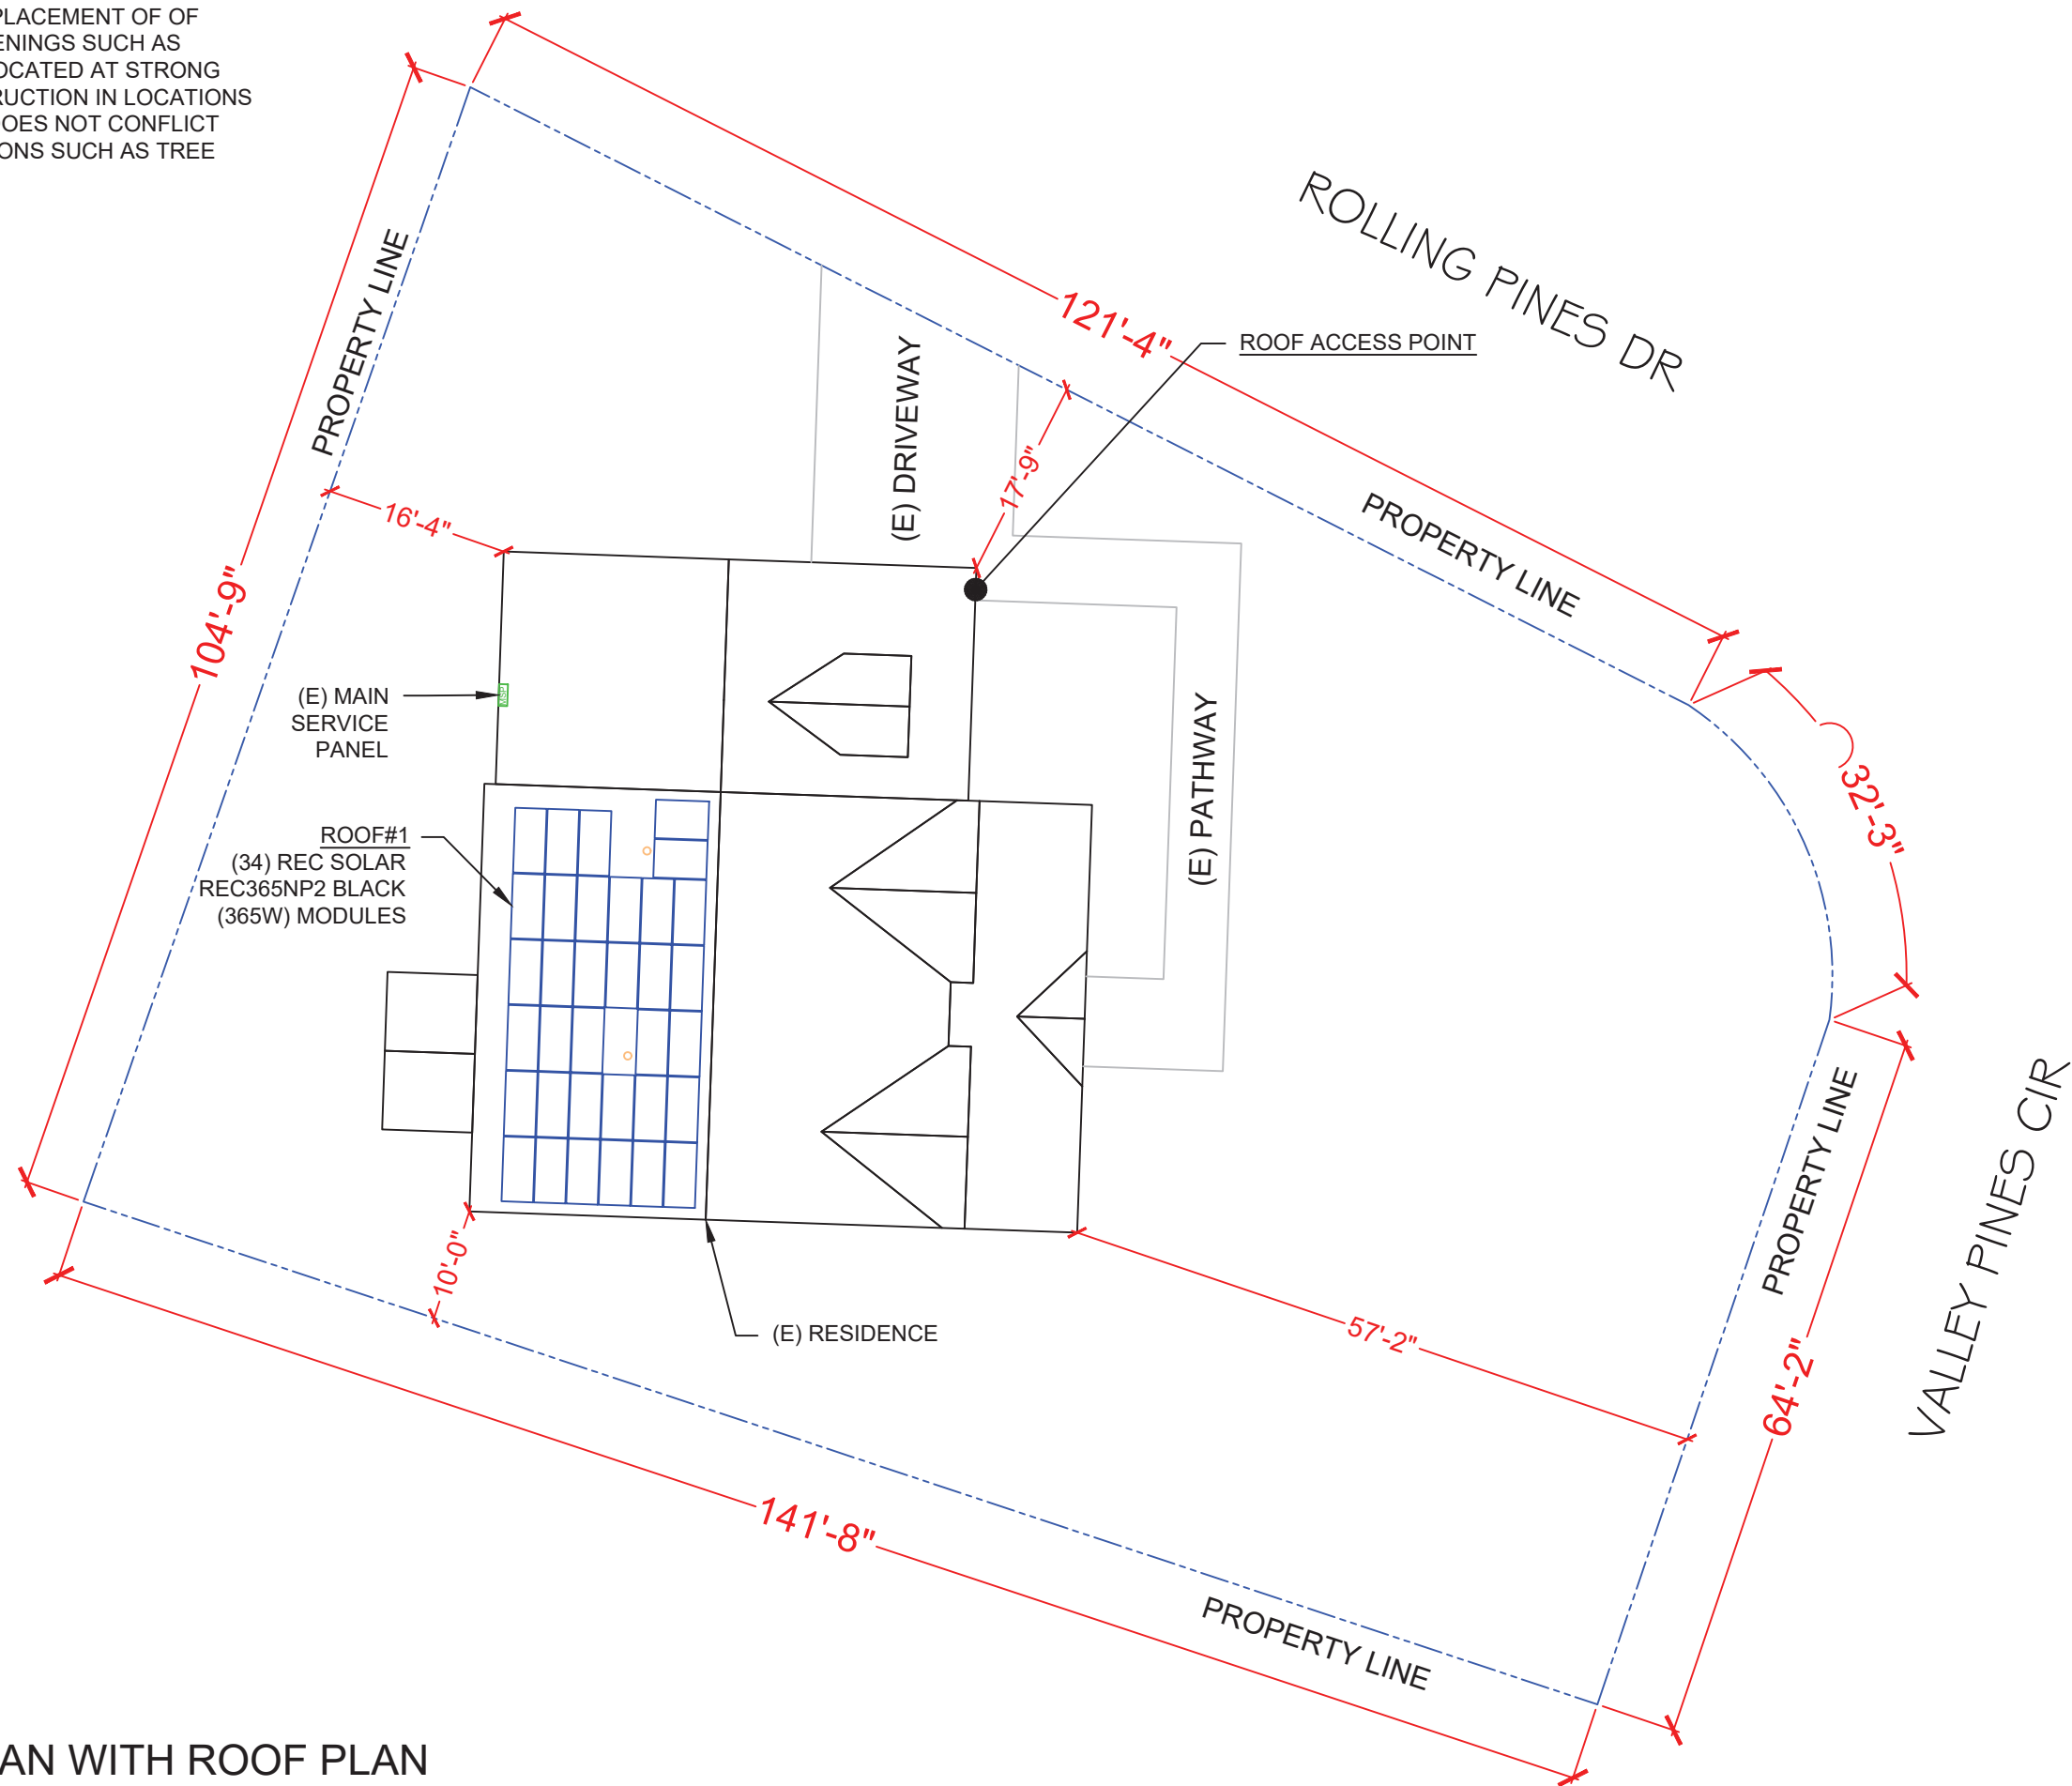 PLACEMENT OF OF
ENINGS SUCH AS
OCATED AT STRONG
RUCTION IN LOCATIONS
DOES NOT CONFLICT
ONS SUCH AS TREE
ROLLING PINES DR
121'-4"
ROOF ACCESS POINT
PROPERTY LINE
(E) DRIVEWAY
17'-9"
16'-4"
PROPERTY LINE
104'-9"
(E) MAIN
SERVICE
PANEL
MSP
(E) PATHWAY
32'-3"
ROOF#1
(34) REC SOLAR
REC365NP2 BLACK
(365W) MODULES
PROPERTY LINE
VALLEY PINES CIR
10'-0"
(E) RESIDENCE
57'-2"
64'-2"
141'-8"
PROPERTY LINE
AN WITH ROOF PLAN